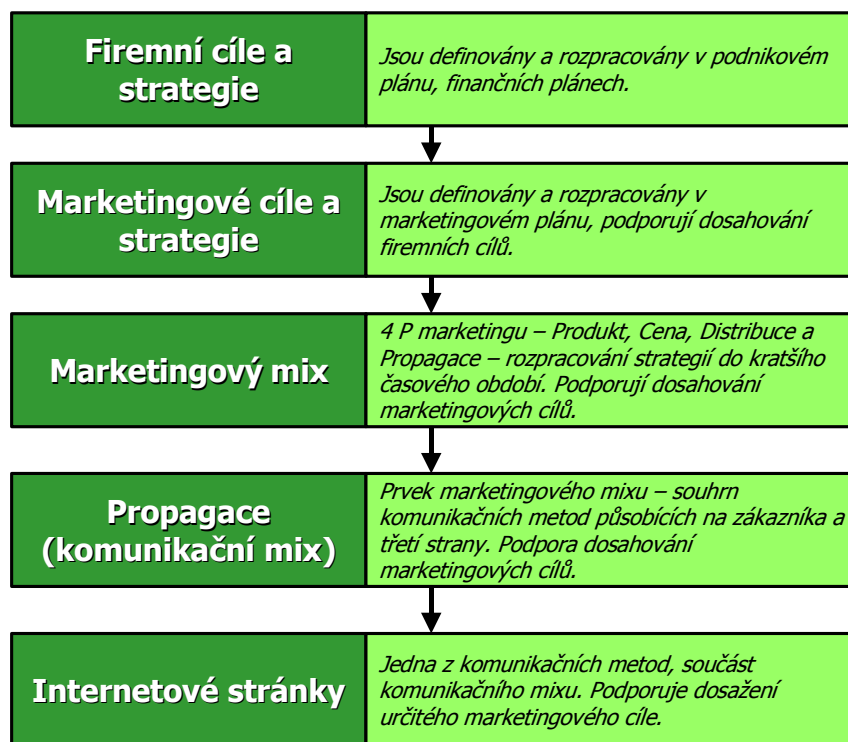 Firemní cíle a
strategie
Jsou definovány a rozpracovány v podnikovém
plánu, finančních plánech.
Marketingové cíle a
strategie
Jsou definovány a rozpracovány v
marketingovém plánu, podporují dosahování
firemních cílů.
Marketingový mix
4 P marketingu – Produkt, Cena, Distribuce a
Propagace – rozpracování strategií do kratšího
časového období. Podporují dosahování
marketingových cílů.
Propagace
(komunikační mix)
Prvek marketingového mixu – souhrn
komunikačních metod působících na zákazníka a
třetí strany. Podpora dosahování
marketingových cílů.
Internetové stránky
Jedna z komunikačních metod, součást
komunikačního mixu. Podporuje dosažení
určitého marketingového cíle.